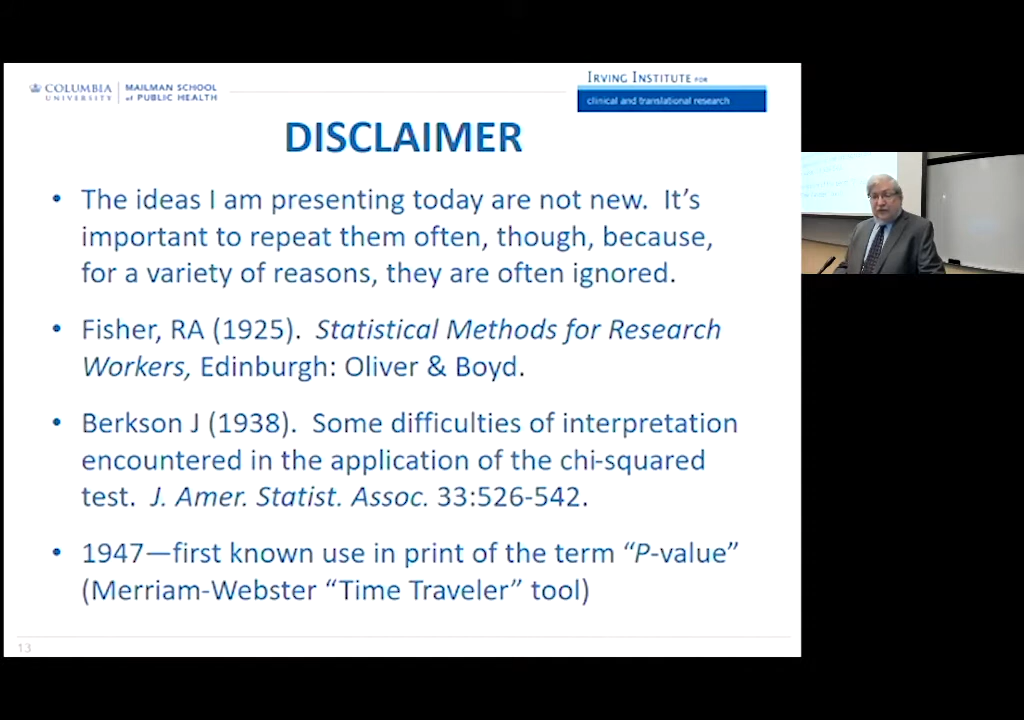 COLUMBIA UNIVERSITY
MAILMAN SCHOOL of PUBLIC HEALTH
IRVING INSTITUTE FOR
clinical and translational research
DISCLAIMER
• The ideas I am presenting today are not new.  It's
important to repeat them often, though, because,
for a variety of reasons, they are often ignored.
• Fisher, RA (1925).  Statistical Methods for Research
Workers, Edinburgh: Oliver & Boyd.
• Berkson J (1938).  Some difficulties of interpretation
encountered in the application of the chi-squared
test.  J. Amer. Statist. Assoc. 33:526-542.
• 1947—first known use in print of the term “P-value”
(Merriam-Webster “Time Traveler” tool)
13